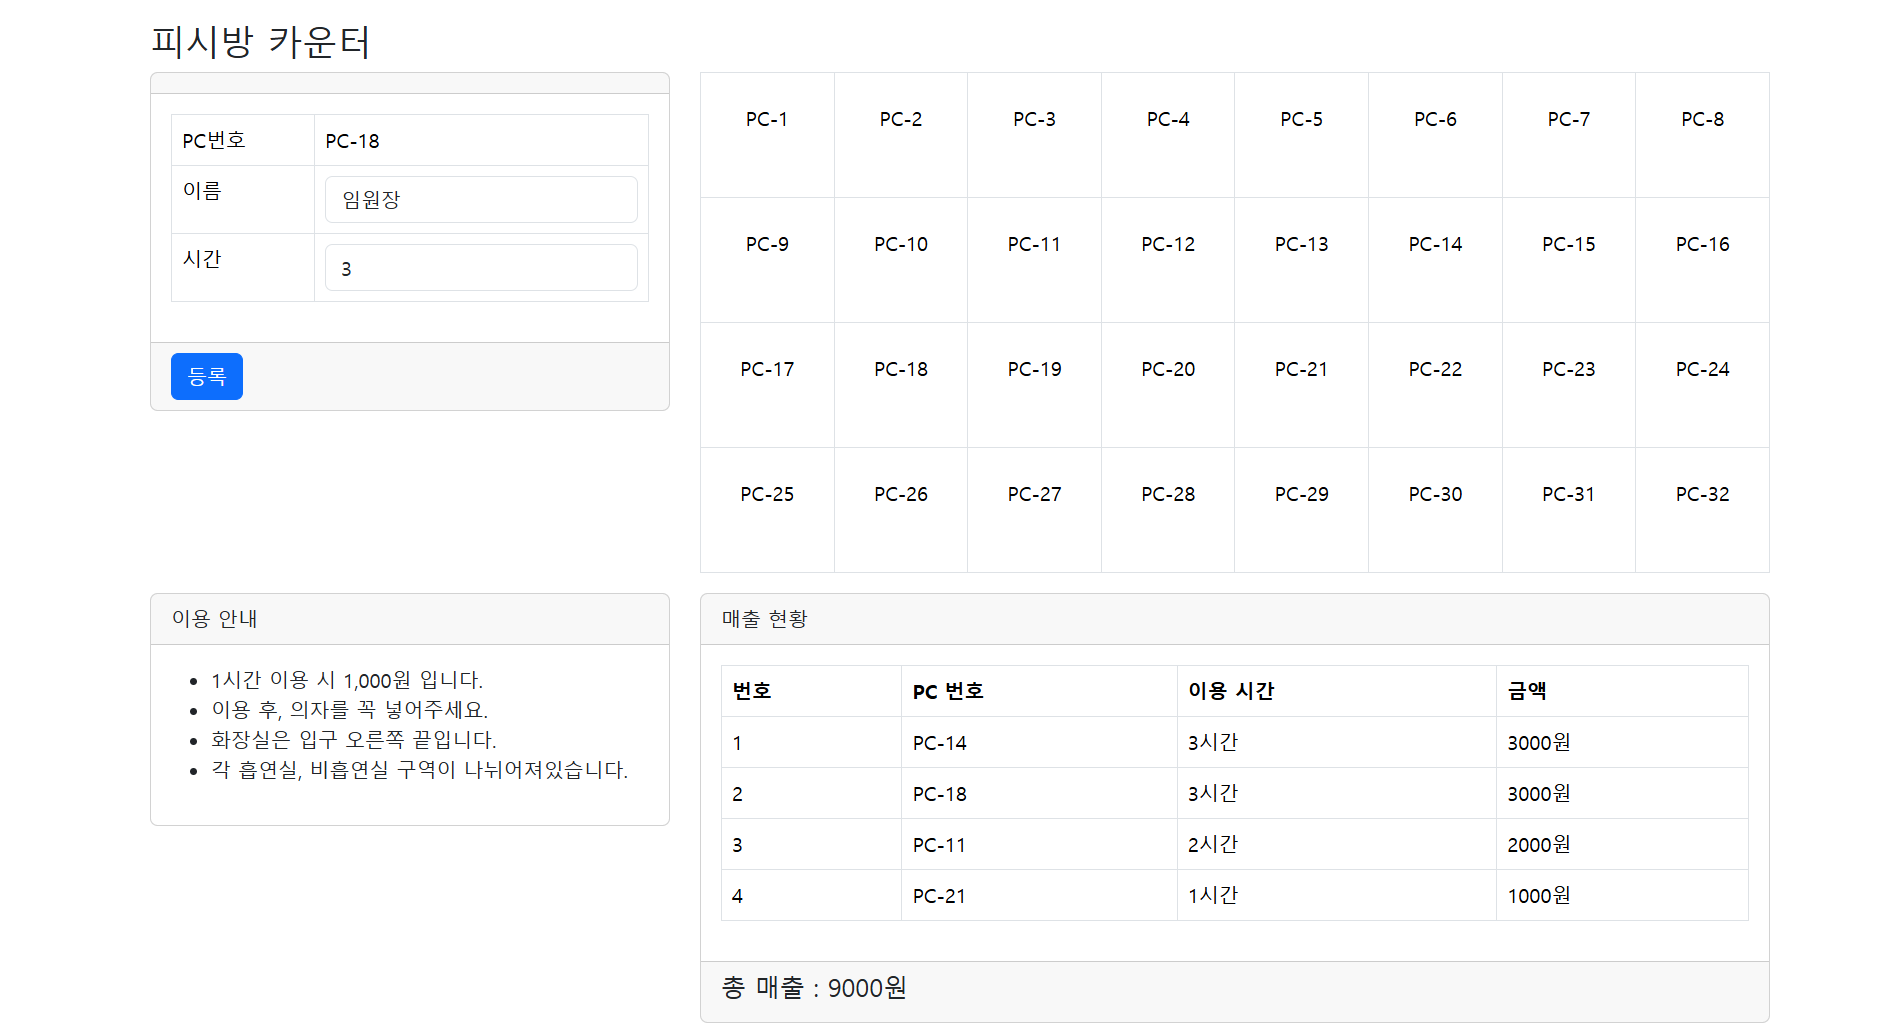 피시방 카운터
PC번호 PC-18
이름 임원장
시간 3
등록
PC-1 PC-2 PC-3 PC-4 PC-5 PC-6 PC-7 PC-8
PC-9 PC-10 PC-11 PC-12 PC-13 PC-14 PC-15 PC-16
PC-17 PC-18 PC-19 PC-20 PC-21 PC-22 PC-23 PC-24
PC-25 PC-26 PC-27 PC-28 PC-29 PC-30 PC-31 PC-32
이용 안내
• 1시간 이용 시 1,000원 입니다.
• 이용 후, 의자를 꼭 넣어주세요.
• 화장실은 입구 오른쪽 끝입니다.
• 각 흡연실, 비흡연실 구역이 나뉘어져있습니다.
매출 현황
번호 PC 번호 이용 시간 금액
1 PC-14 3시간 3000원
2 PC-18 3시간 3000원
3 PC-11 2시간 2000원
4 PC-21 1시간 1000원
총 매출 : 9000원